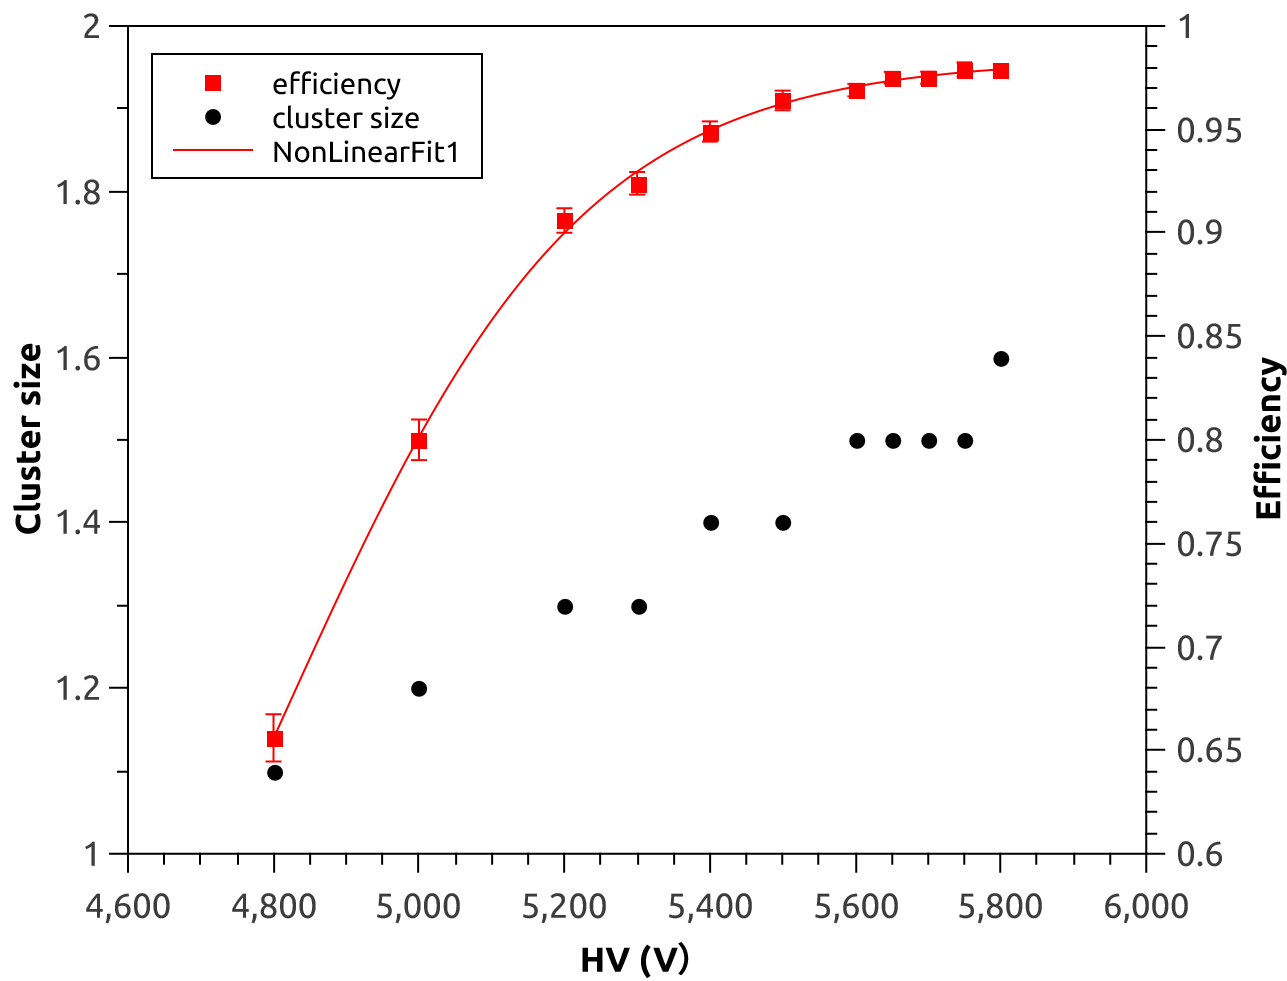 efficiency
cluster size
NonLinearFit1
2
1.8
1.6
1.4
1.2
1
Cluster size
1
0.95
0.9
0.85
0.8
0.75
0.7
0.65
0.6
Efficiency
4,600 4,800 5,000 5,200 5,400 5,600 5,800 6,000
HV (V)